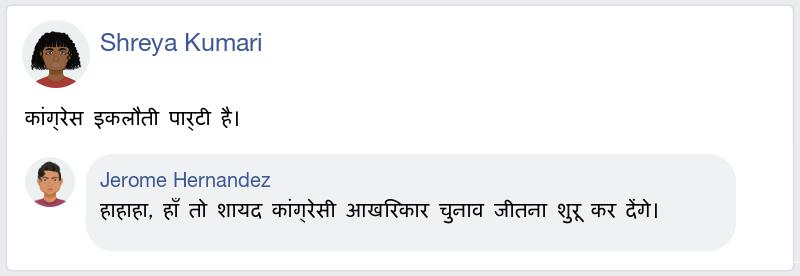 Shreya Kumari
कांग्रेस इकलौती पार्टी है।
Jerome Hernandez
हाहाहा, हाँ तो शायद कांग्रेसी आखरिकार चुनाव जीतना शुरू कर देंगे।